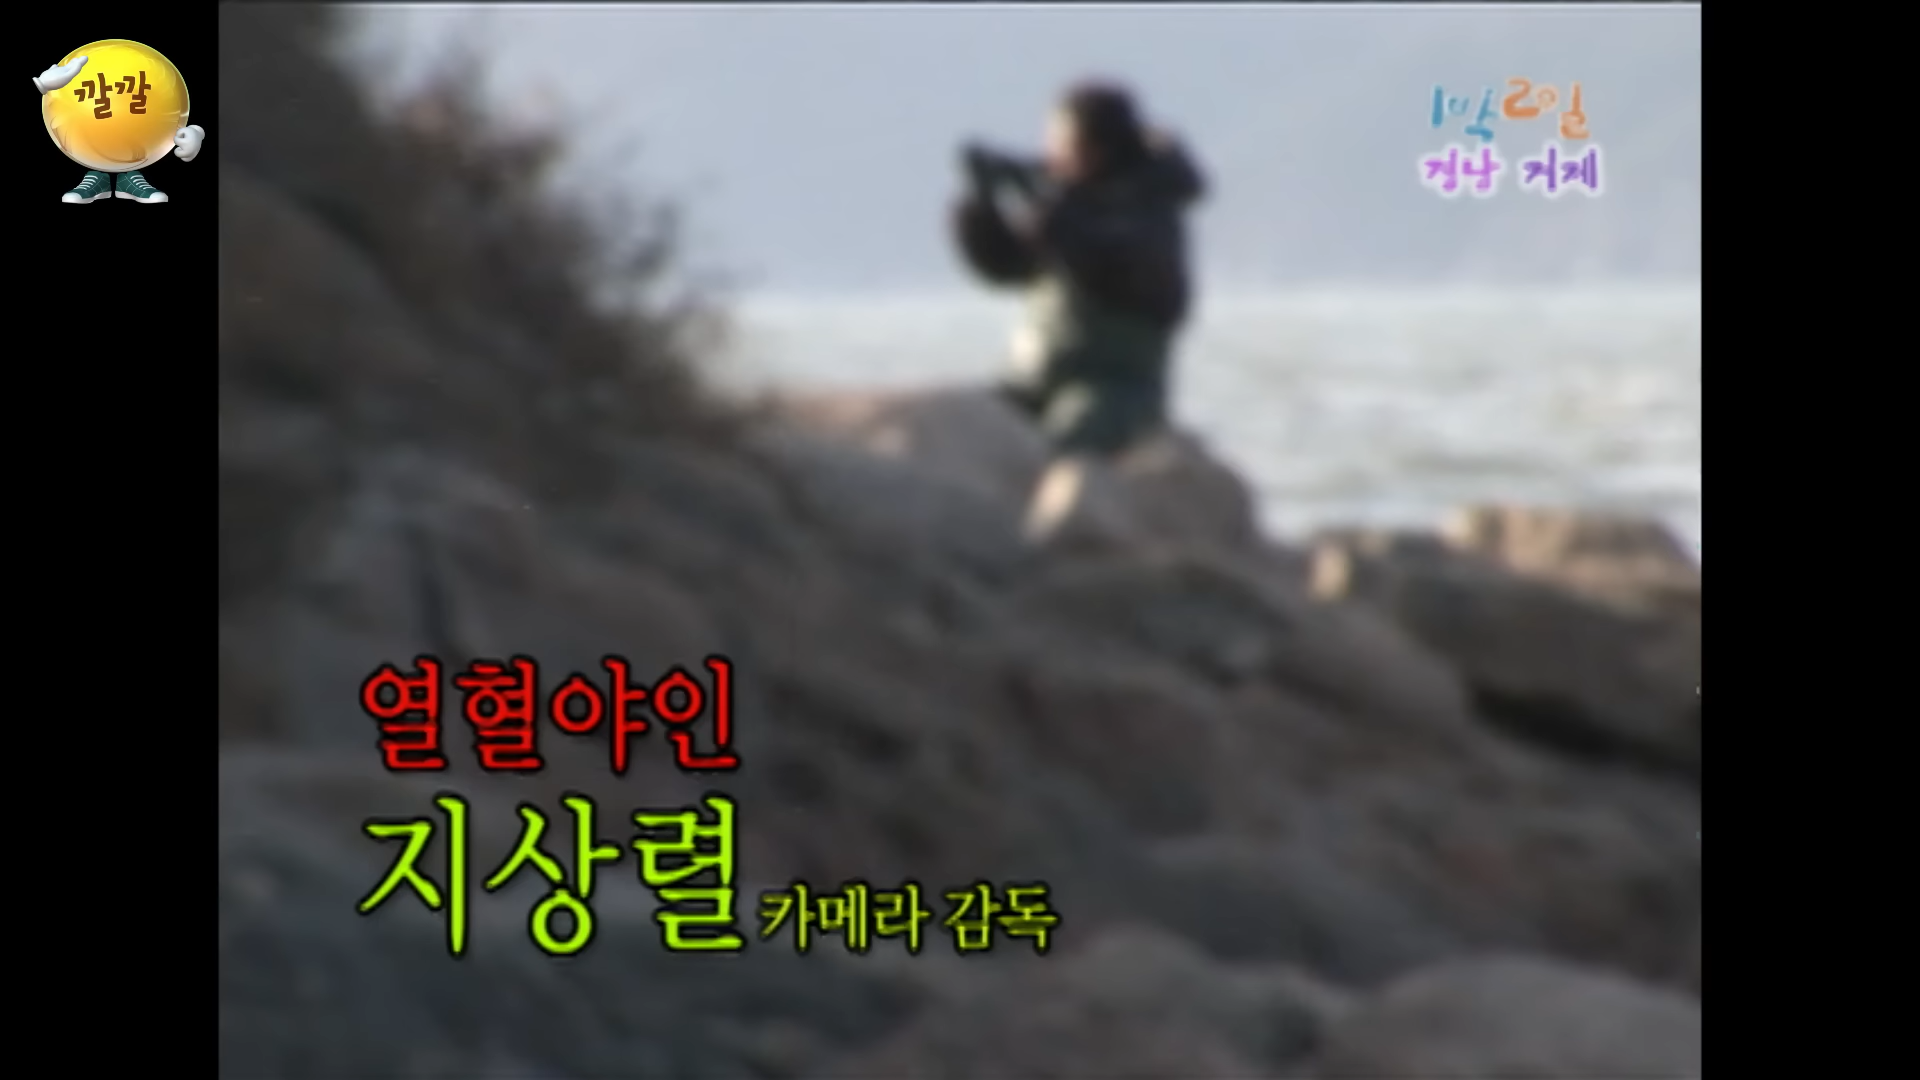 깔깔
1박2일
경남 거제
열혈야인
지상렬 카메라 감독